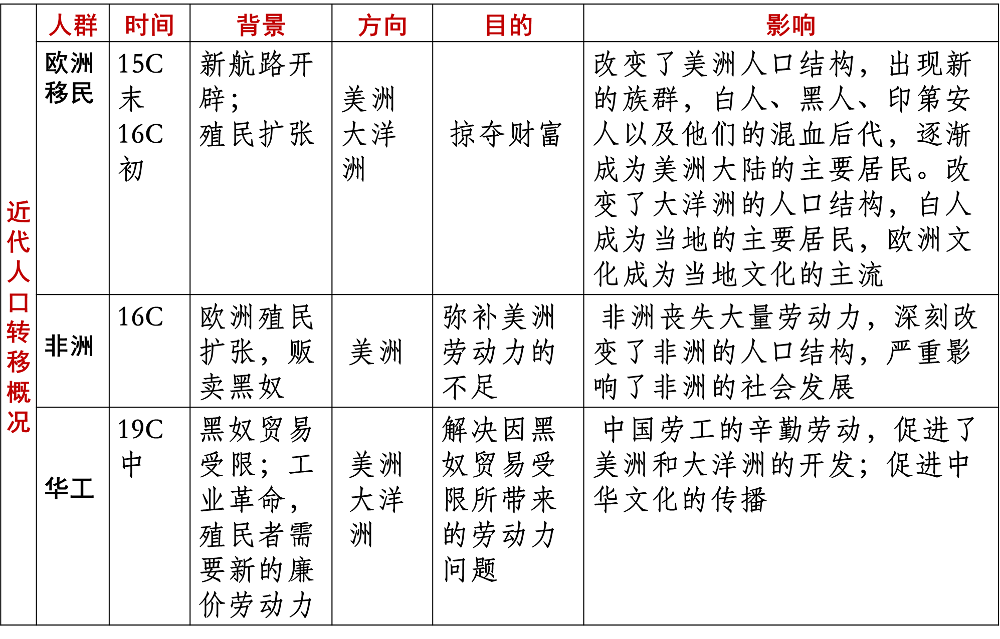 近代人口转移概况
人群 时间 背景 方向 目的 影响
欧洲
移民
15C
末
16C
初
新航路开
辟；
殖民扩张
美洲
大洋
洲
掠夺财富
改变了美洲人口结构，出现新
的族群，白人、黑人、印第安
人以及他们的混血后代，逐渐
成为美洲大陆的主要居民。改
变了大洋洲的人口结构，白人
成为当地的主要居民，欧洲文
化成为当地文化的主流
非洲
16C
欧洲殖民
扩张，贩
卖黑奴
美洲
弥补美洲
劳动力的
不足
非洲丧失大量劳动力，深刻改
变了非洲的人口结构，严重影
响了非洲的社会发展
华工
19C
中
黑奴贸易
受限；工
业革命，
殖民者需
要新的廉
价劳动力
美洲
大洋
洲
解决因黑
奴贸易受
限所带来
的劳动力
问题
中国劳工的辛勤劳动，促进了
美洲和大洋洲的开发；促进中
华文化的传播